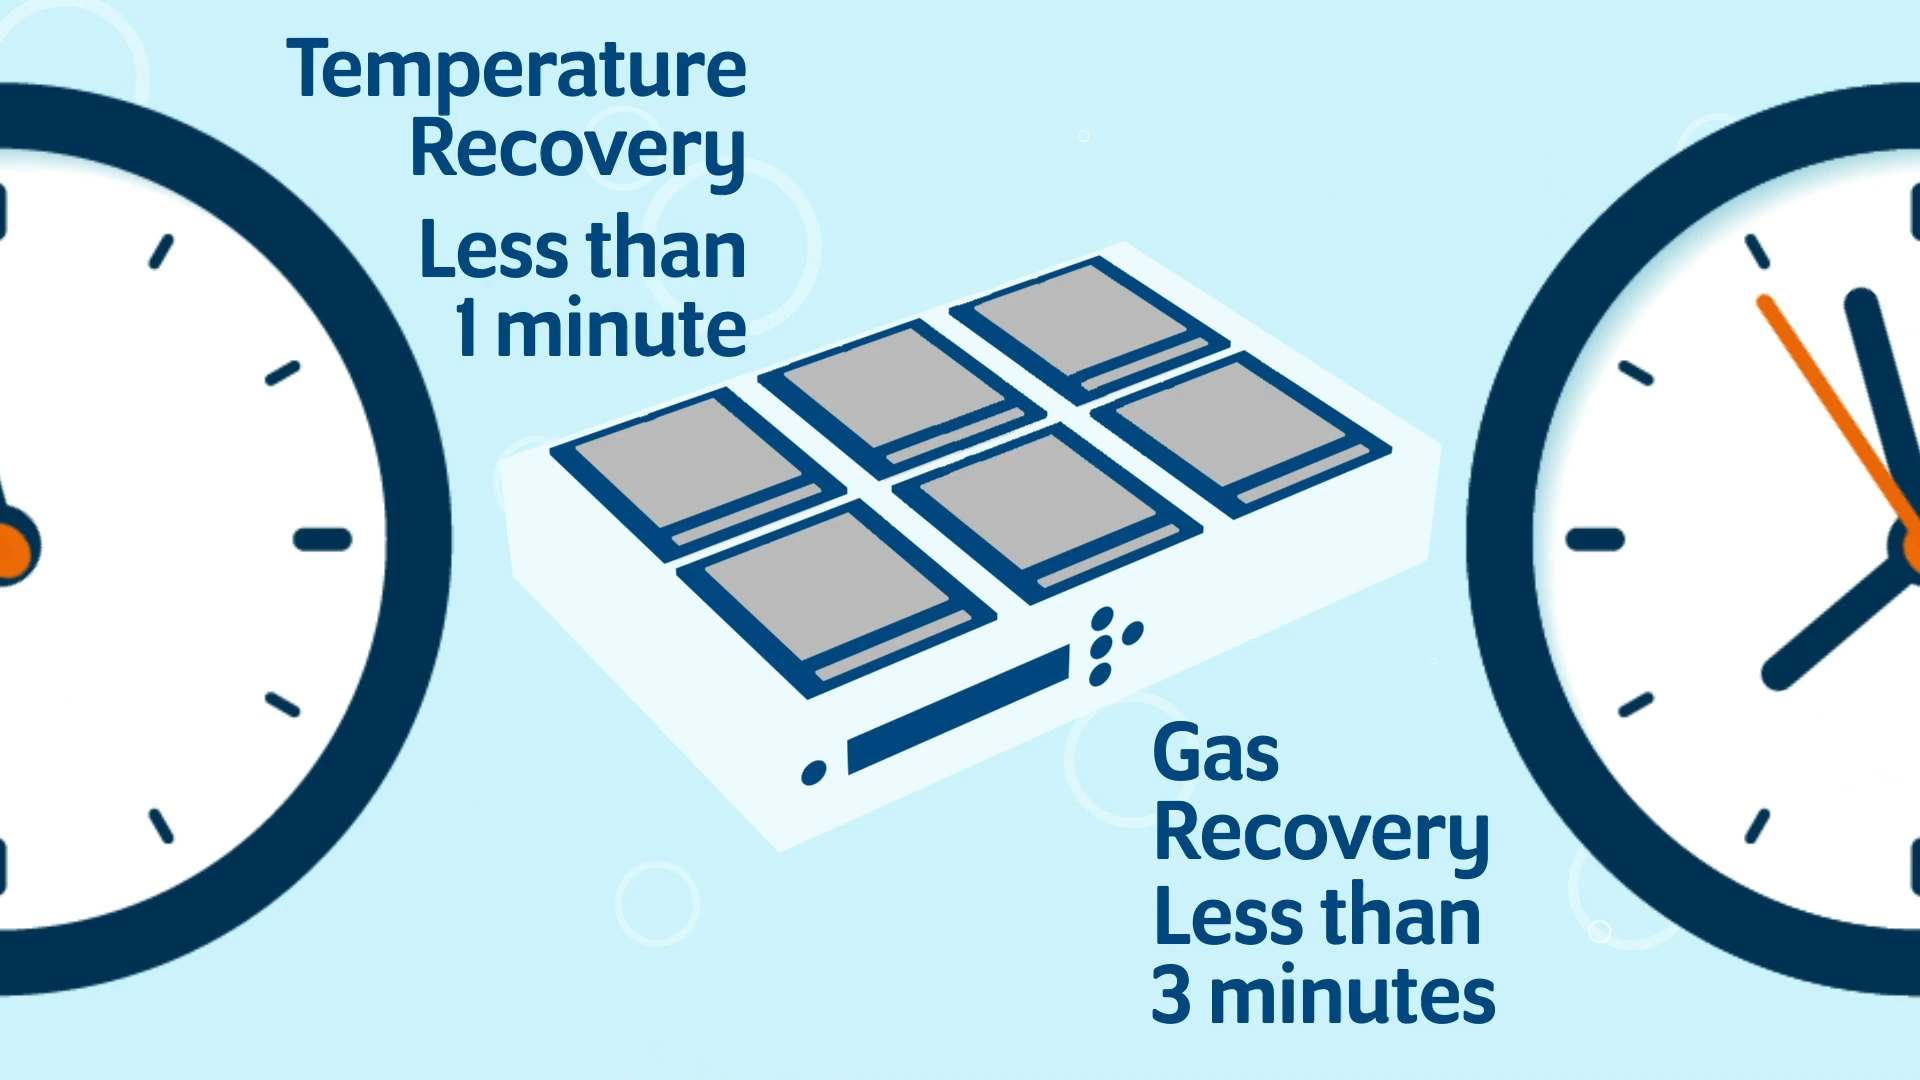 Temperature
Recovery
Less than
1 minute
Gas
Recovery
Less than
3 minutes